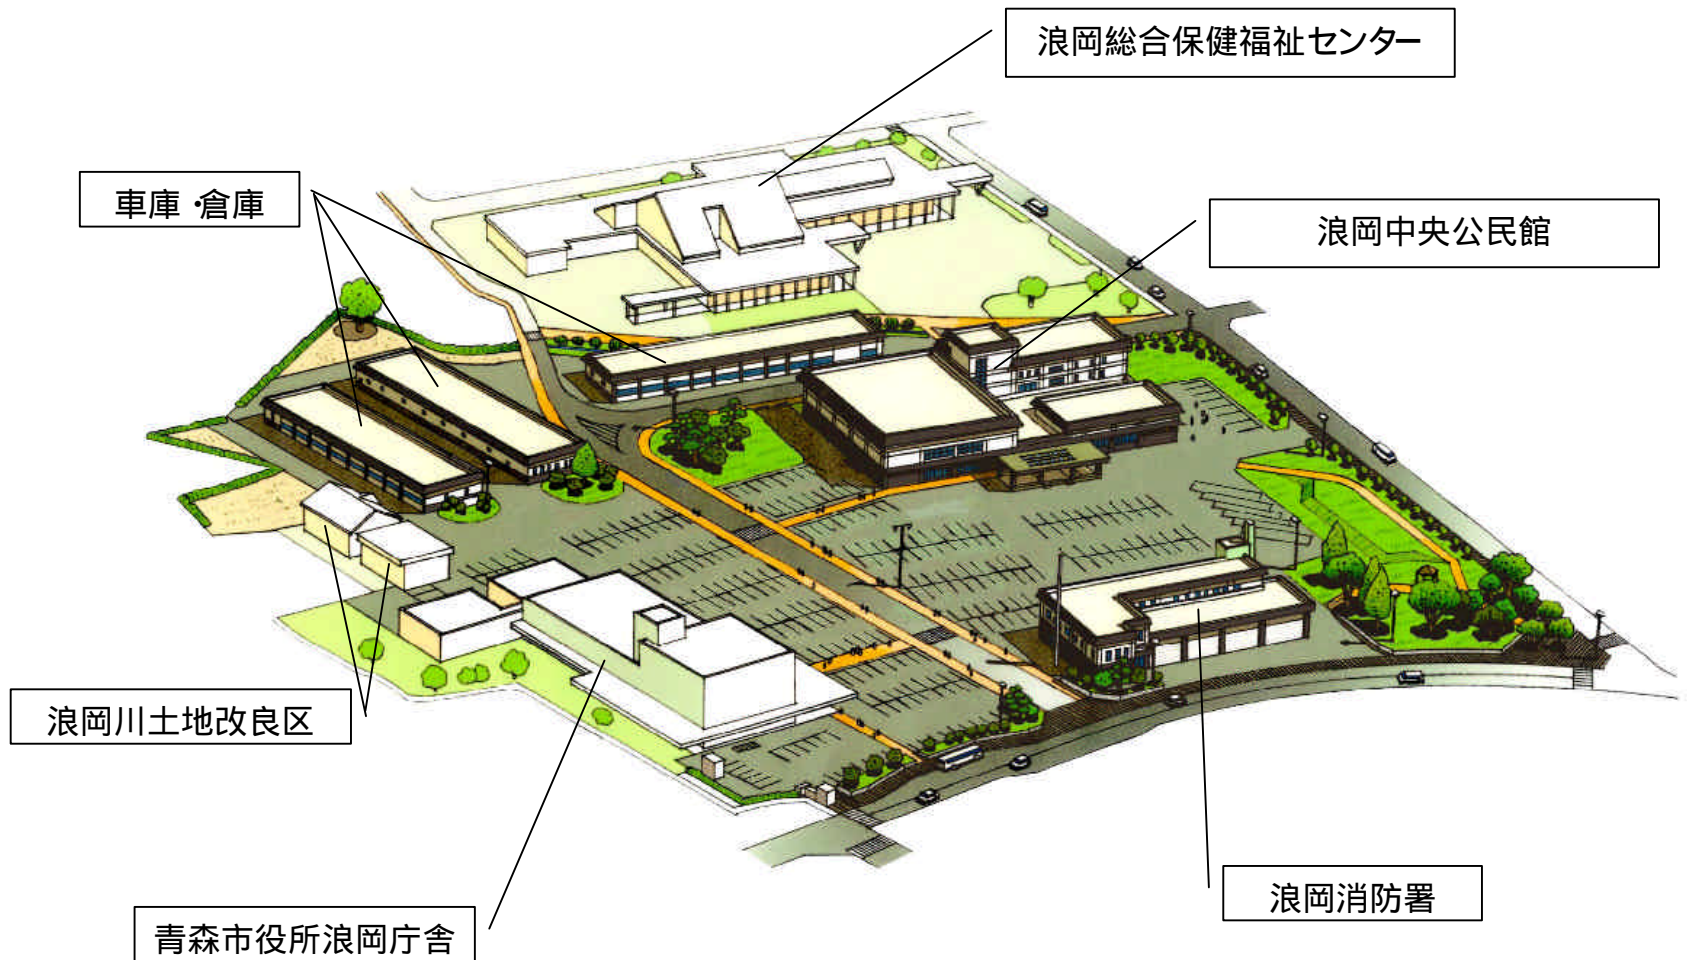 浪岡総合保健福祉センター
車庫・倉庫
浪岡中央公民館
浪岡川土地改良区
浪岡消防署
青森市役所浪岡庁舎